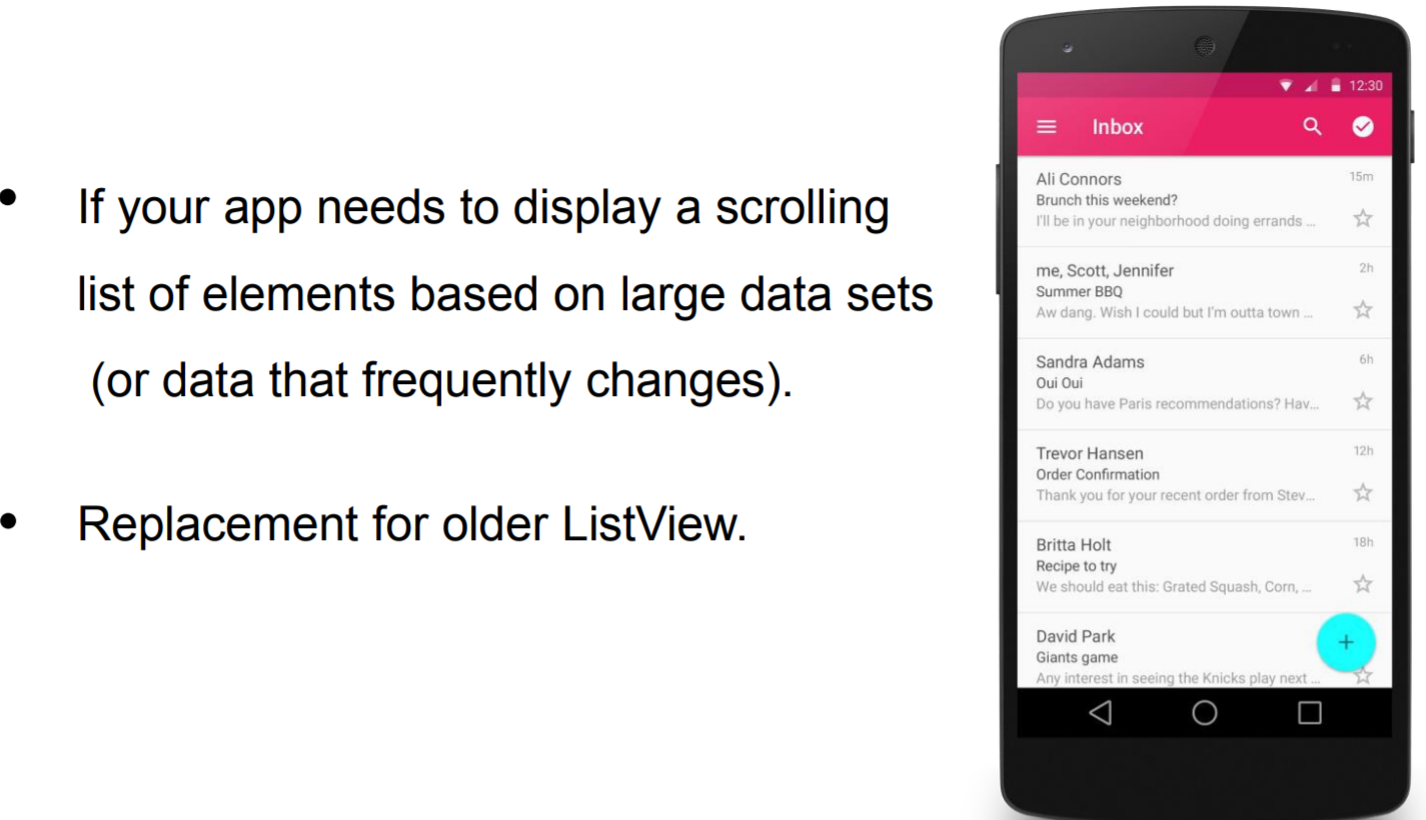 • If your app needs to display a scrolling
list of elements based on large data sets
(or data that frequently changes).
• Replacement for older ListView.
12:30
Inbox
Ali Connors 15m
Brunch this weekend?
I'll be in your neighborhood doing errands ...
me, Scott, Jennifer 2h
Summer BBQ
Aw dang. Wish I could but I'm outta town ...
Sandra Adams 6h
Oui Oui
Do you have Paris recommendations? Hav...
Trevor Hansen 12h
Order Confirmation
Thank you for your recent order from Stev...
Britta Holt 18h
Recipe to try
We should eat this: Grated Squash, Corn, ...
David Park
Giants game
+
Any interest in seeing the Knicks play next ...